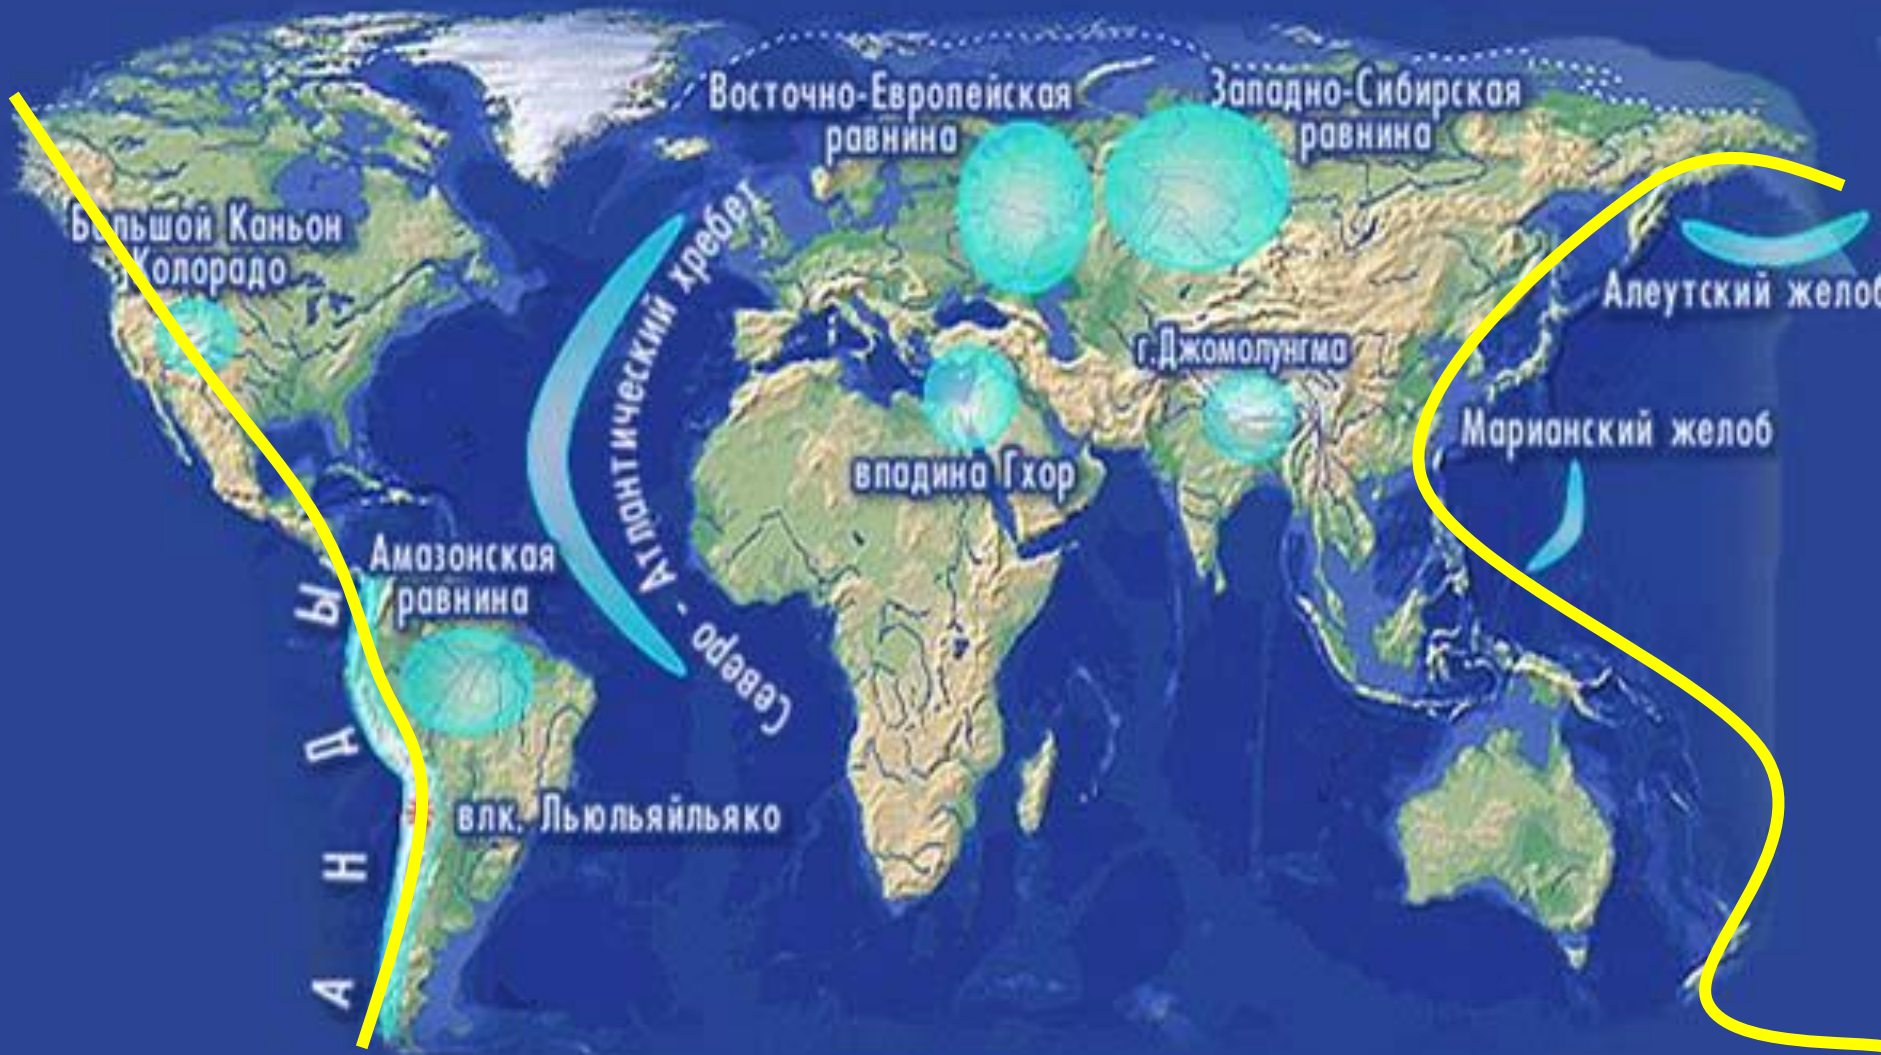 Восточно-Европейская
равнина
Западно-Сибирская
равнина
Большой Каньон
Колорадо
Северо - Атлантический хребет
Алеутский желоб
г.Джомолунгма
Марианский желоб
впадина Гхор
Амазонская
равнина
влк. Льюльяйльяко
АНДЫ